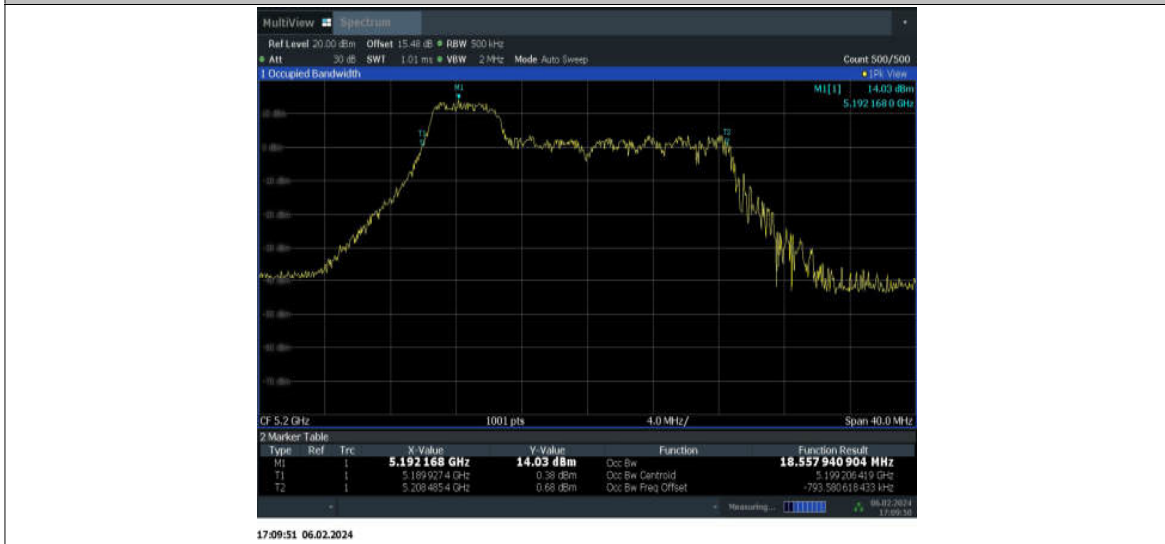 MultiView Spectrum
Ref Level 20.00 dBm Offset 15.48 dB RBW 500 kHz
Att 30 dB SWT 1.01 ms VBW 2 MHz Mode Auto Sweep Count 500/500
1 Occupied Bandwidth 1Pk View
M1[1] 14.03 dBm
5.192 168 0 GHz
M1
T1
T2
CF 5.2 GHz 1001 pts 4.0 MHz/ Span 40.0 MHz
2 Marker Table
Type Ref Trc X-Value Y-Value Function Function Result
M1 1 5.192 168 GHz 14.03 dBm Occ Bw 18.557 940 904 MHz
T1 1 5.189 927 4 GHz 0.38 dBm Occ Bw Centroid 5.199 206 419 GHz
T2 1 5.208 485 4 GHz 0.68 dBm Occ Bw Freq Offset -793.580 618 433 kHz
Measuring... 06.02.2024
17:09:50
17:09:51 06.02.2024